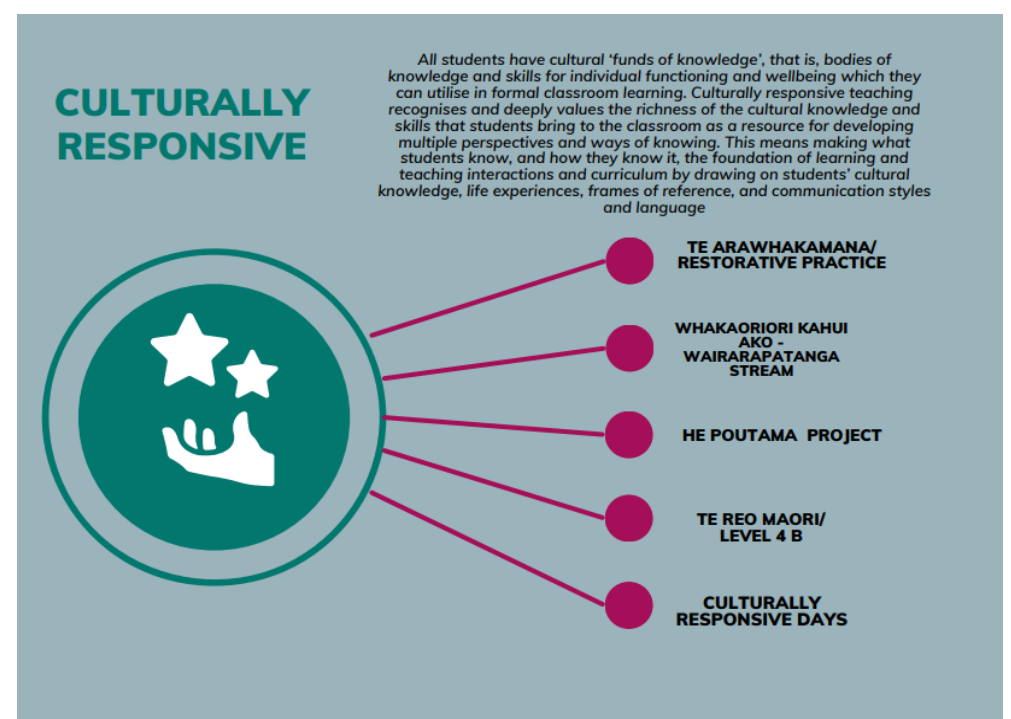 CULTURALLY
RESPONSIVE
All students have cultural ‘funds of knowledge’, that is, bodies of
knowledge and skills for individual functioning and wellbeing which they
can utilise in formal classroom learning. Culturally responsive teaching
recognises and deeply values the richness of the cultural knowledge and
skills that students bring to the classroom as a resource for developing
multiple perspectives and ways of knowing. This means making what
students know, and how they know it, the foundation of learning and
teaching interactions and curriculum by drawing on students’ cultural
knowledge, life experiences, frames of reference, and communication styles
and language
TE ARAWHAKAMANA/
RESTORATIVE PRACTICE
WHAKAORIORI KAHUI
AKO -
WAIRARAPATANGA
STREAM
HE POUTAMA PROJECT
TE REO MAORI/
LEVEL 4 B
CULTURALLY
RESPONSIVE DAYS